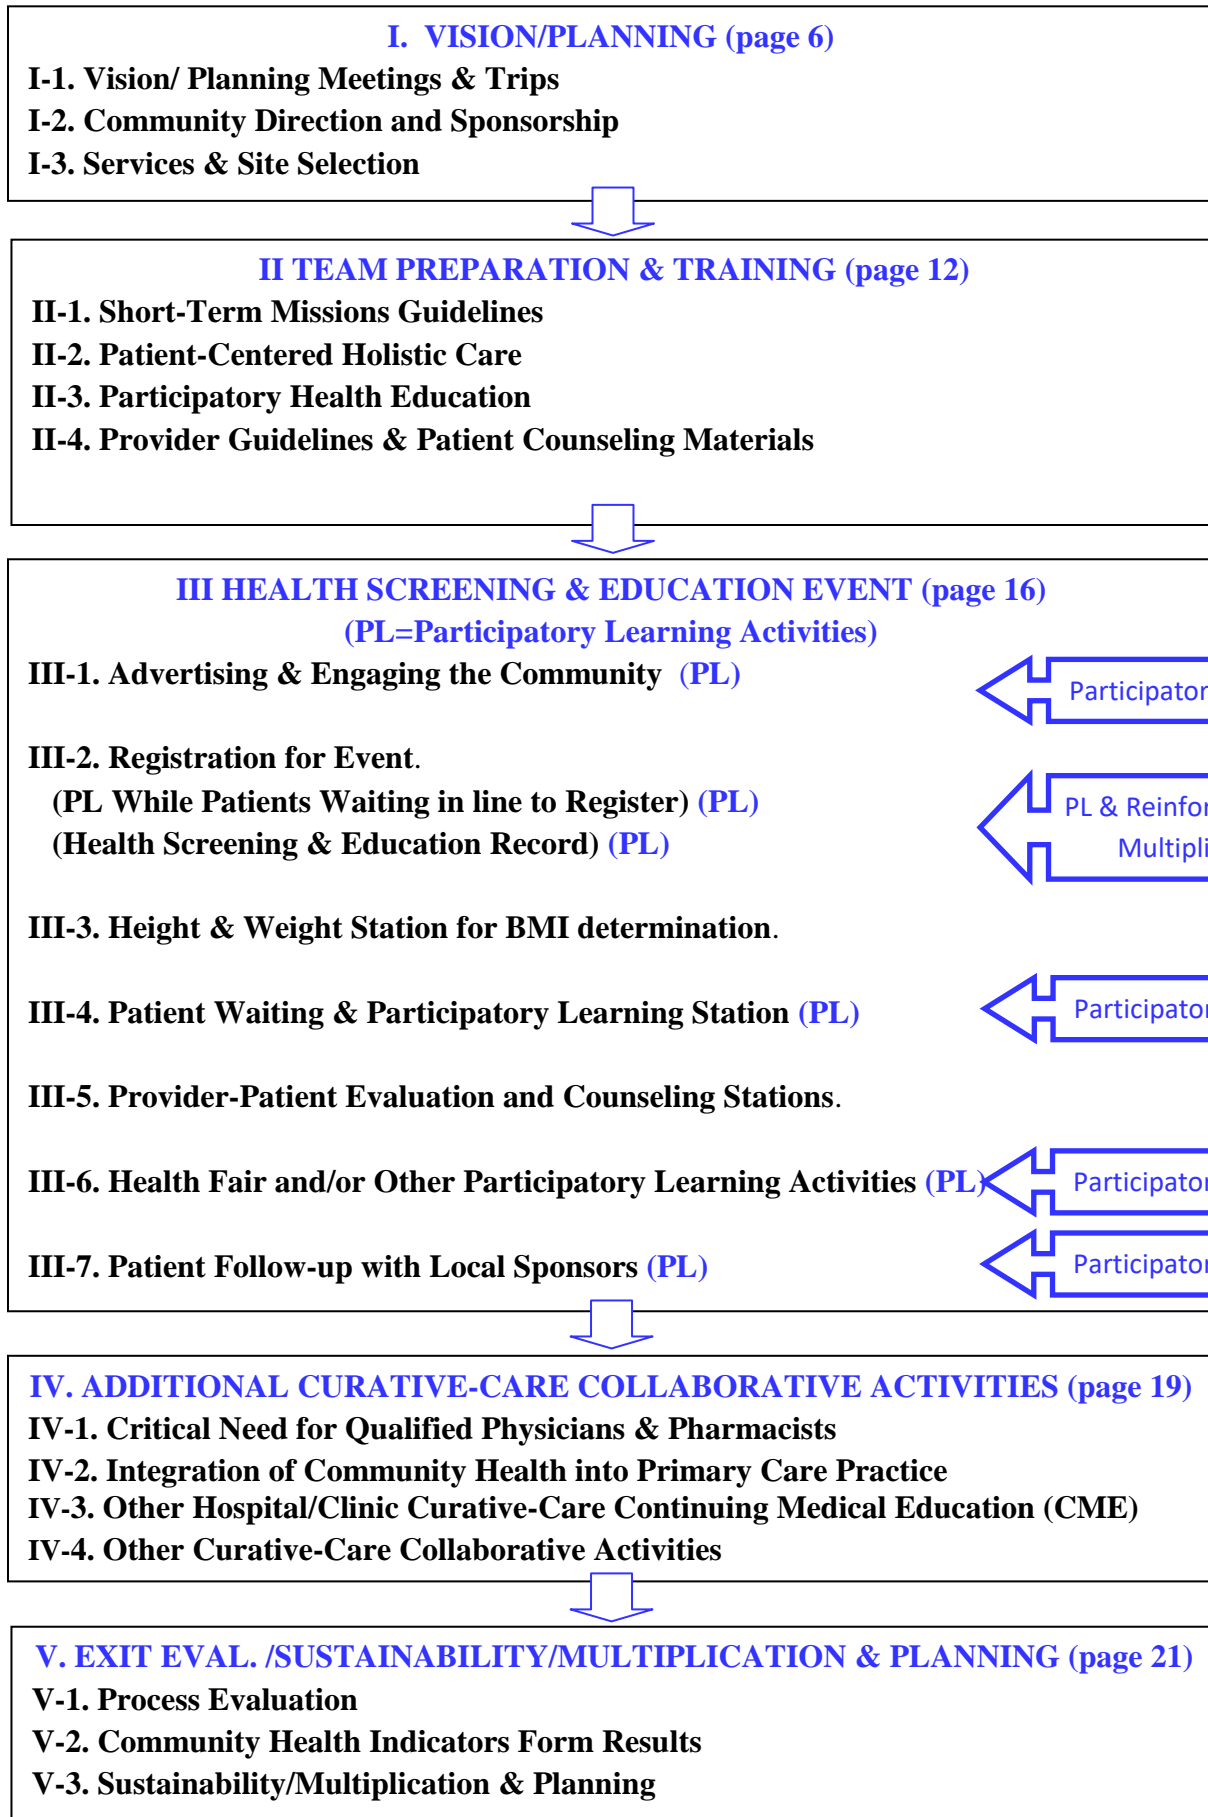 I. VISION/PLANNING (page 6)
I-1. Vision/ Planning Meetings & Trips
I-2. Community Direction and Sponsorship
I-3. Services & Site Selection
II TEAM PREPARATION & TRAINING (page 12)
II-1. Short-Term Missions Guidelines
II-2. Patient-Centered Holistic Care
II-3. Participatory Health Education
II-4. Provider Guidelines & Patient Counseling Materials
III HEALTH SCREENING & EDUCATION EVENT (page 16)
(PL=Participatory Learning Activities)
III-1. Advertising & Engaging the Community (PL)
Participator
III-2. Registration for Event.
(PL While Patients Waiting in line to Register) (PL)
PL & Reinfor
(Health Screening & Education Record) (PL)
Multipli
III-3. Height & Weight Station for BMI determination.
III-4. Patient Waiting & Participatory Learning Station (PL)
Participator
III-5. Provider-Patient Evaluation and Counseling Stations.
III-6. Health Fair and/or Other Participatory Learning Activities (PL)
Participator
III-7. Patient Follow-up with Local Sponsors (PL)
Participator
IV. ADDITIONAL CURATIVE-CARE COLLABORATIVE ACTIVITIES (page 19)
IV-1. Critical Need for Qualified Physicians & Pharmacists
IV-2. Integration of Community Health into Primary Care Practice
IV-3. Other Hospital/Clinic Curative-Care Continuing Medical Education (CME)
IV-4. Other Curative-Care Collaborative Activities
V. EXIT EVAL. /SUSTAINABILITY/MULTIPLICATION & PLANNING (page 21)
V-1. Process Evaluation
V-2. Community Health Indicators Form Results
V-3. Sustainability/Multiplication & Planning